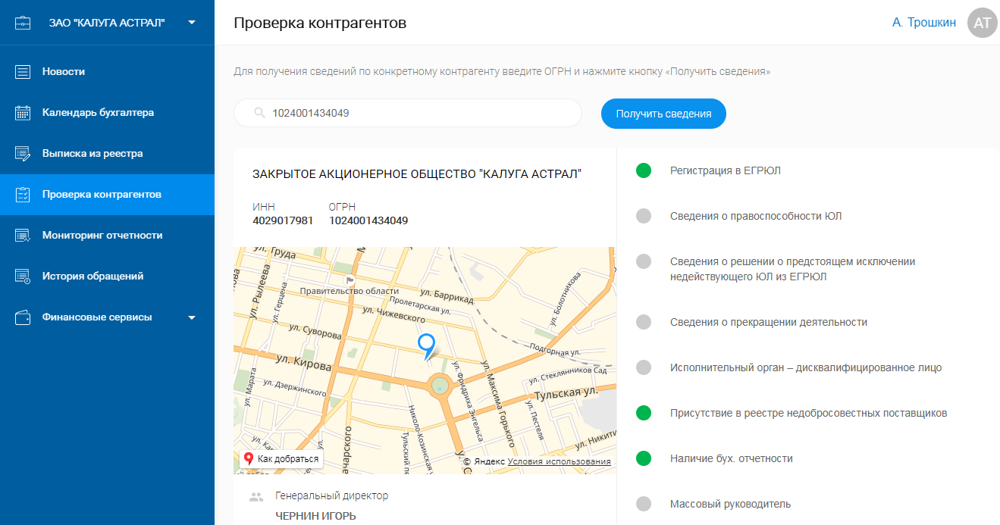 ЗАО "КАЛУГА АСТРАЛ"
Новости
Календарь бухгалтера
Выписка из реестра
Проверка контрагентов
Мониторинг отчетности
История обращений
Финансовые сервисы
Проверка контрагентов
А. Трошкин
АТ
Для получения сведений по конкретному контрагенту введите ОГРН и нажмите кнопку «Получить сведения»
1024001434049
Получить сведения
ЗАКРЫТОЕ АКЦИОНЕРНОЕ ОБЩЕСТВО "КАЛУГА АСТРАЛ"
ИНН
4029017981
ОГРН
1024001434049
ул. Труда
ул. Рылеева
ул. Герцена
Правительство области
ул. Баррикад
Пролетарская ул.
ул. Чижевского
ул. Болотникова
ул. Суворова
Подгорная ул.
ул. Кирова
ул. Стеклянников Сад
ул. Марата
ул. Дзержинского
Тульская ул.
ул. Фридриха Энгельса
ул. Максима Горького
ул. Пестеля
Николо-Козинская
Тульский
ул. Никити
ачарского
Как добраться
© Яндекс Условия использования
Генеральный директор
ЧЕРНИН ИГОРЬ
Регистрация в ЕГРЮЛ
Сведения о правоспособности ЮЛ
Сведения о решении о предстоящем исключении
недействующего ЮЛ из ЕГРЮЛ
Сведения о прекращении деятельности
Исполнительный орган – дисквалифицированное лицо
Присутствие в реестре недобросовестных поставщиков
Наличие бух. отчетности
Массовый руководитель